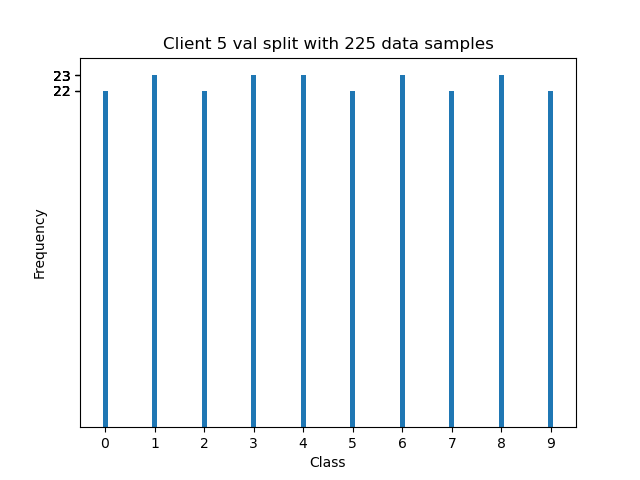 Client 5 val split with 225 data samples
23
22
Frequency
0 1 2 3 4 5 6 7 8 9
Class